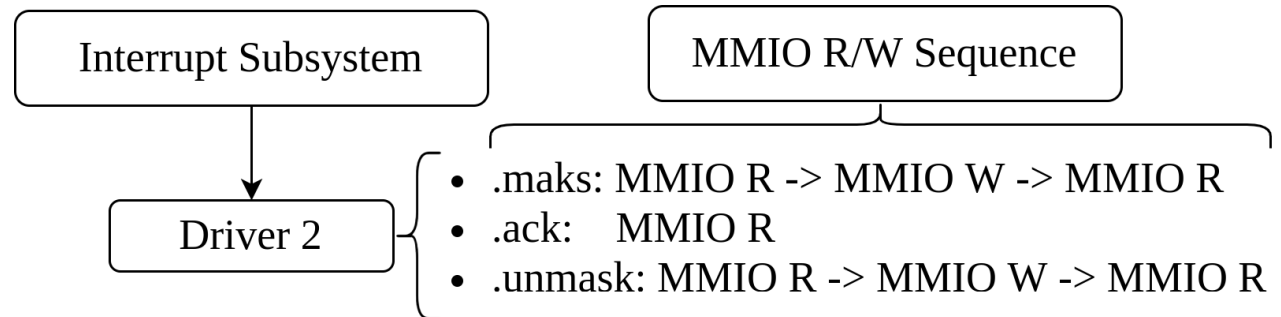 Interrupt Subsystem
MMIO R/W Sequence
• .maks: MMIO R -> MMIO W -> MMIO R
Driver 2
• .ack: MMIO R
• .unmask: MMIO R -> MMIO W -> MMIO R